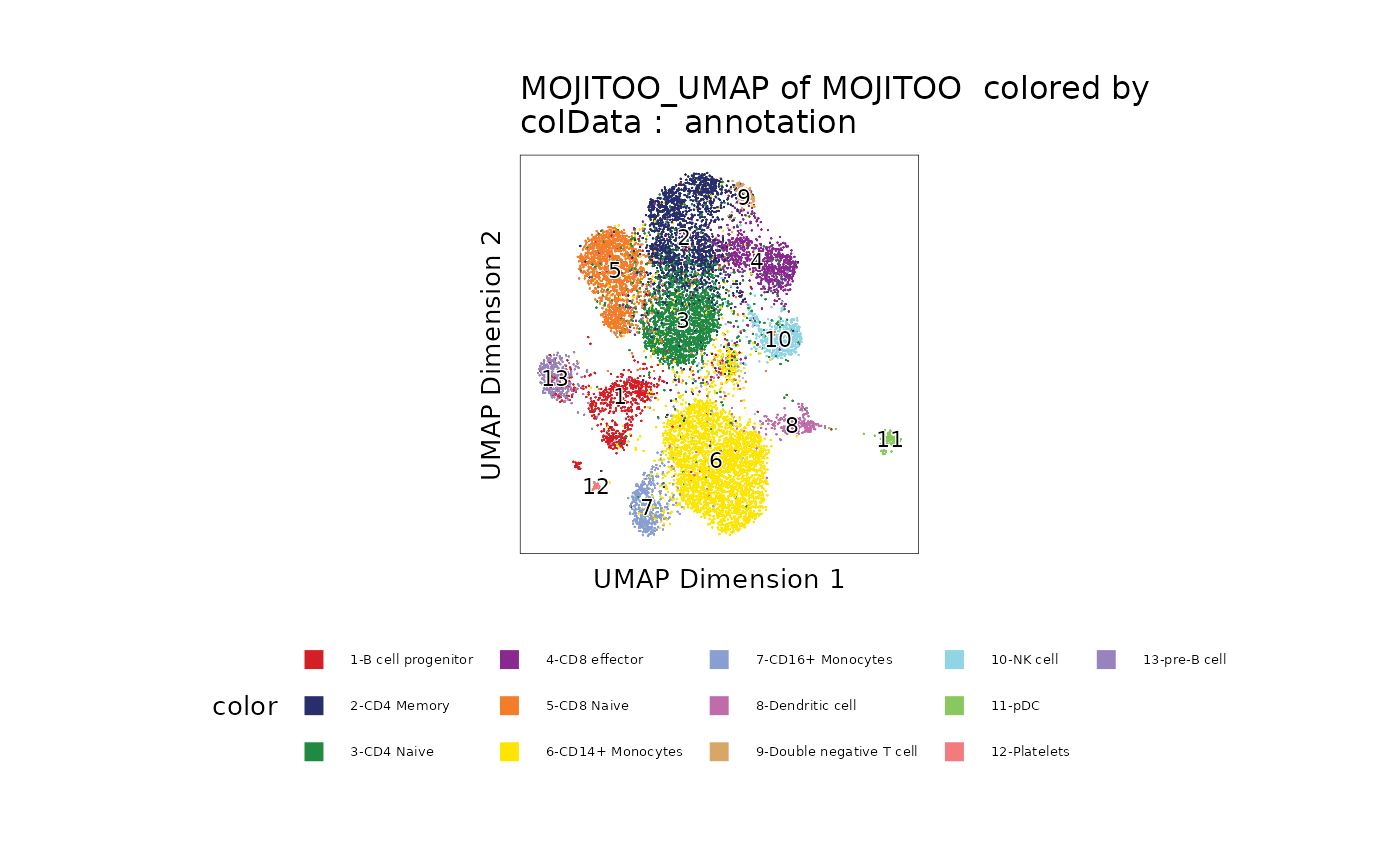 MOJITOO_UMAP of MOJITOO  colored by
colData :  annotation
UMAP Dimension 2
9
2
4
5
3
10
13
1
8
11
6
12
7
UMAP Dimension 1
color
1-B cell progenitor
2-CD4 Memory
3-CD4 Naive
4-CD8 effector
5-CD8 Naive
6-CD14+ Monocytes
7-CD16+ Monocytes
8-Dendritic cell
9-Double negative T cell
10-NK cell
11-pDC
12-Platelets
13-pre-B cell